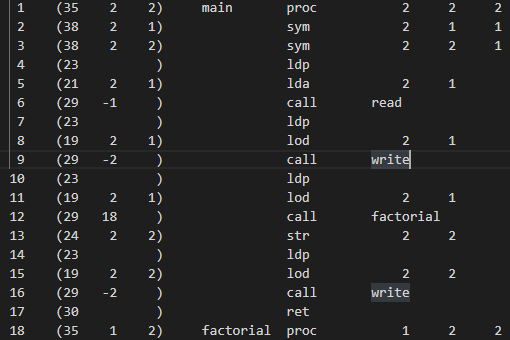 1 (35 2 2) main proc 2 2 2
2 (38 2 1) sym 2 1 1
3 (38 2 2) sym 2 2 1
4 (23 ) ldp
5 (21 2 1) lda 2 1
6 (29 -1 ) call read
7 (23 ) ldp
8 (19 2 1) lod 2 1
9 (29 -2 ) call write
10 (23 ) ldp
11 (19 2 1) lod 2 1
12 (29 18 ) call factorial
13 (24 2 2) str 2 2
14 (23 ) ldp
15 (19 2 2) lod 2 2
16 (29 -2 ) call write
17 (30 ) ret
18 (35 1 2) factorial proc 1 2 2